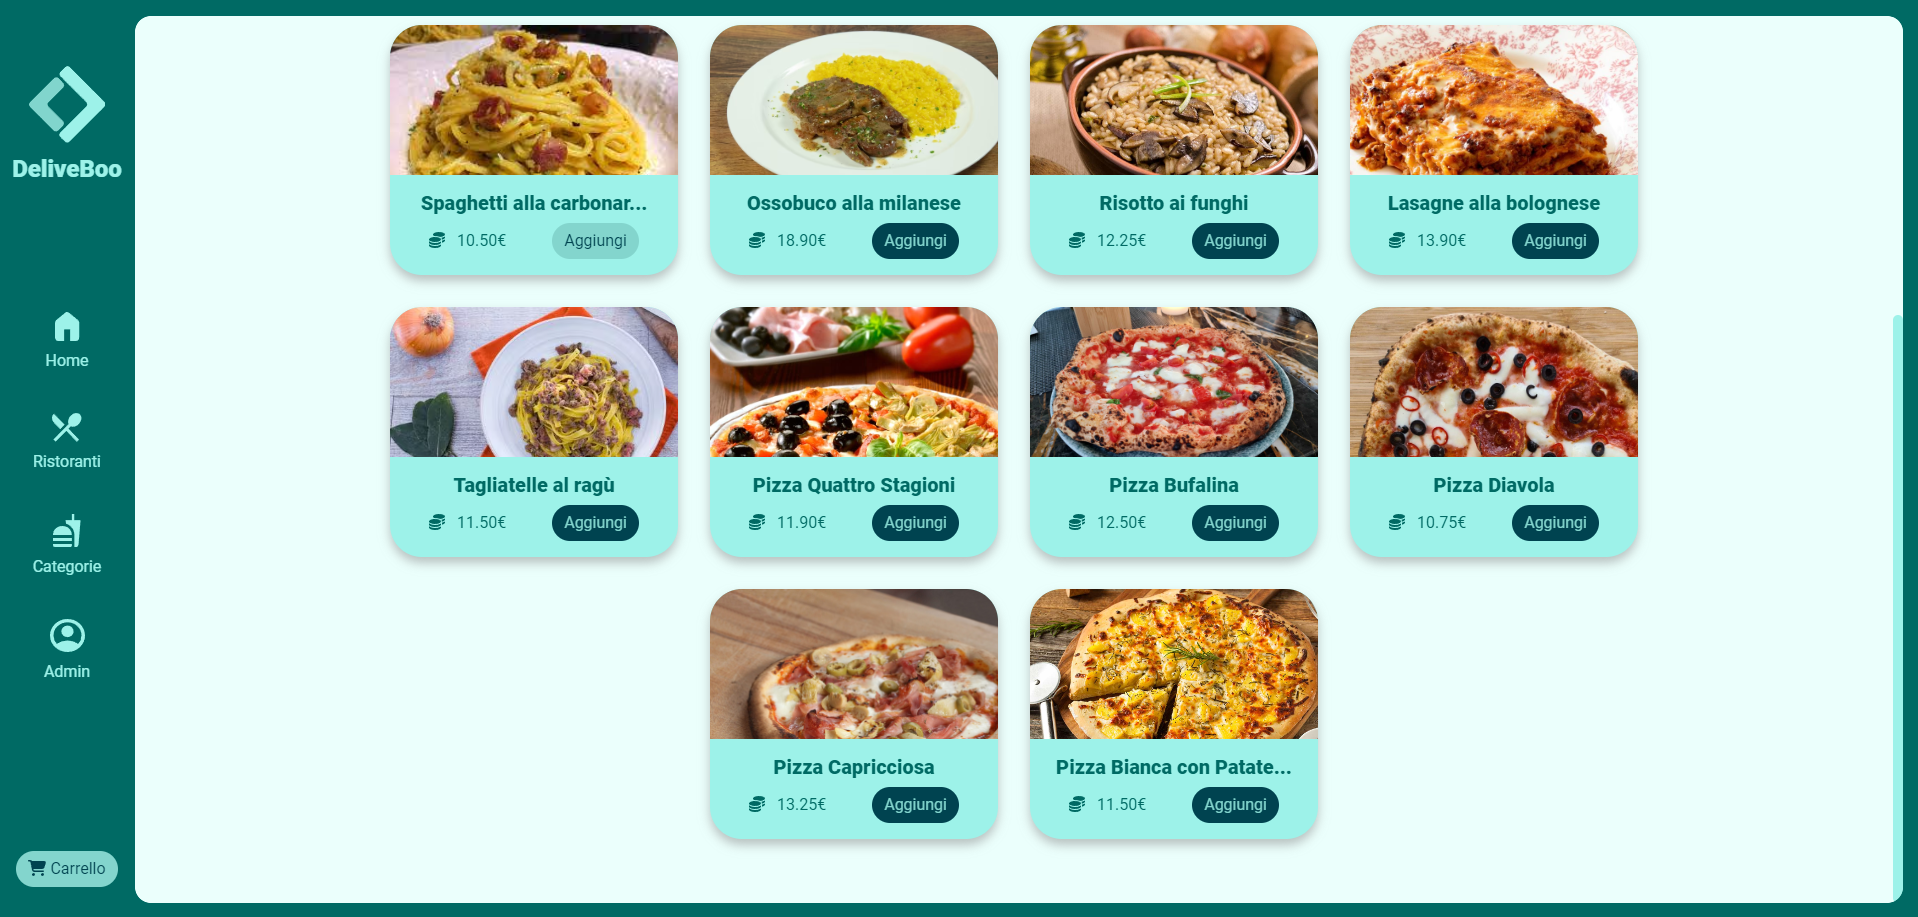 DeliveBoo
Home
Ristoranti
Categorie
Admin
Carrello
Spaghetti alla carbonar...
10.50€ Aggiungi
Ossobuco alla milanese
18.90€ Aggiungi
Risotto ai funghi
12.25€ Aggiungi
Lasagne alla bolognese
13.90€ Aggiungi
Tagliatelle al ragù
11.50€ Aggiungi
Pizza Quattro Stagioni
11.90€ Aggiungi
Pizza Bufalina
12.50€ Aggiungi
Pizza Diavola
10.75€ Aggiungi
Pizza Capricciosa
13.25€ Aggiungi
Pizza Bianca con Patate...
11.50€ Aggiungi